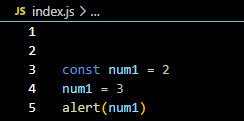 JS index.js > ...
1
2
3 const num1 = 2
4 num1 = 3
5 alert(num1)